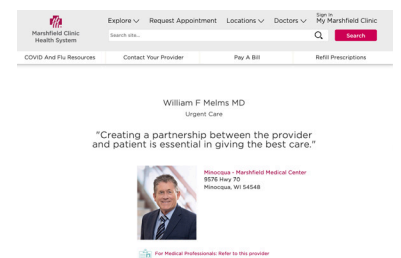 Marshfield Clinic
Health System
Explore Request Appointment Locations Doctors
Sign In
My Marshfield Clinic
Search site...
Search
COVID And Flu Resources Contact Your Provider Pay A Bill Refill Prescriptions
William F Melms MD
Urgent Care
"Creating a partnership between the provider
and patient is essential in giving the best care."
Minocqua - Marshfield Medical Center
9576 Hwy 70
Minocqua, WI 54548
For Medical Professionals: Refer to this provider